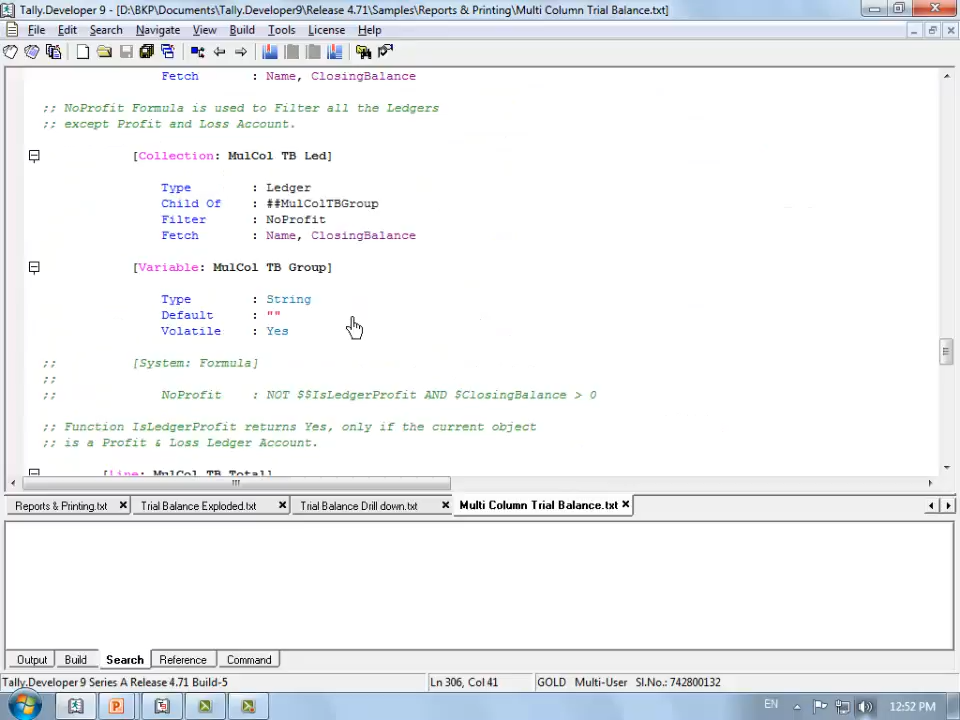 Tally.Developer 9 - [D:\BKP\Documents\Tally.Developer9\Release 4.71\Samples\Reports & Printing\Multi Column Trial Balance.txt]
File Edit Search Navigate View Build Tools License Help
Fetch : Name, ClosingBalance
;; NoProfit Formula is used to Filter all the Ledgers
;; except Profit and Loss Account.
[Collection: MulCol TB Led]
Type : Ledger
Child Of : ##MulColTBGroup
Filter : NoProfit
Fetch : Name, ClosingBalance
[Variable: MulCol TB Group]
Type : String
Default : ""
Volatile : Yes
;; [System: Formula]
;;
;; NoProfit : NOT $$IsLedgerProfit AND $ClosingBalance > 0
;; Function IsLedgerProfit returns Yes, only if the current object
;; is a Profit & Loss Ledger Account.
[Line: MulCol TB Total]
Reports & Printing.txt Trial Balance Exploded.txt Trial Balance Drill down.txt Multi Column Trial Balance.txt
Output Build Search Reference Command
Tally.Developer 9 Series A Release 4.71 Build-5 Ln 306, Col 41 GOLD Multi-User Sl.No.: 742800132
EN 12:52 PM